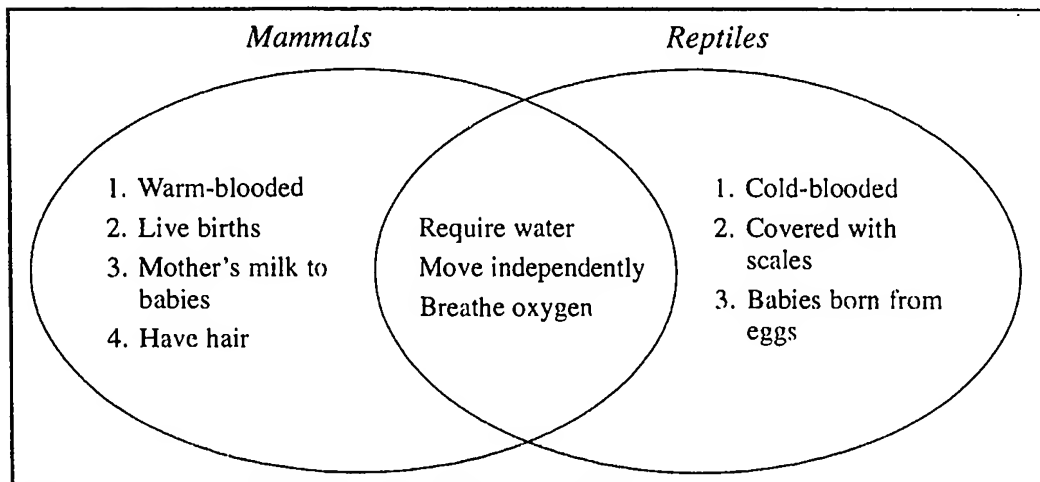 Mammals
Reptiles
1. Warm-blooded
2. Live births
3. Mother's milk to
babies
4. Have hair
Require water
Move independently
Breathe oxygen
1. Cold-blooded
2. Covered with
scales
3. Babies born from
eggs